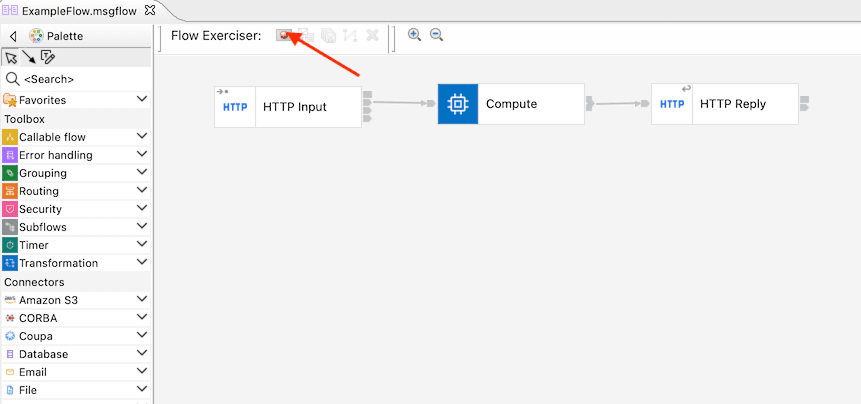 ExampleFlow.msgflow
Palette
Flow Exerciser:
<Search>
Favorites
Toolbox
Callable flow
Error handling
Grouping
Routing
Security
Subflows
Timer
Transformation
Connectors
aws Amazon S3
CORBA
Coupa
Database
Email
File
HTTP HTTP Input
Compute
HTTP HTTP Reply